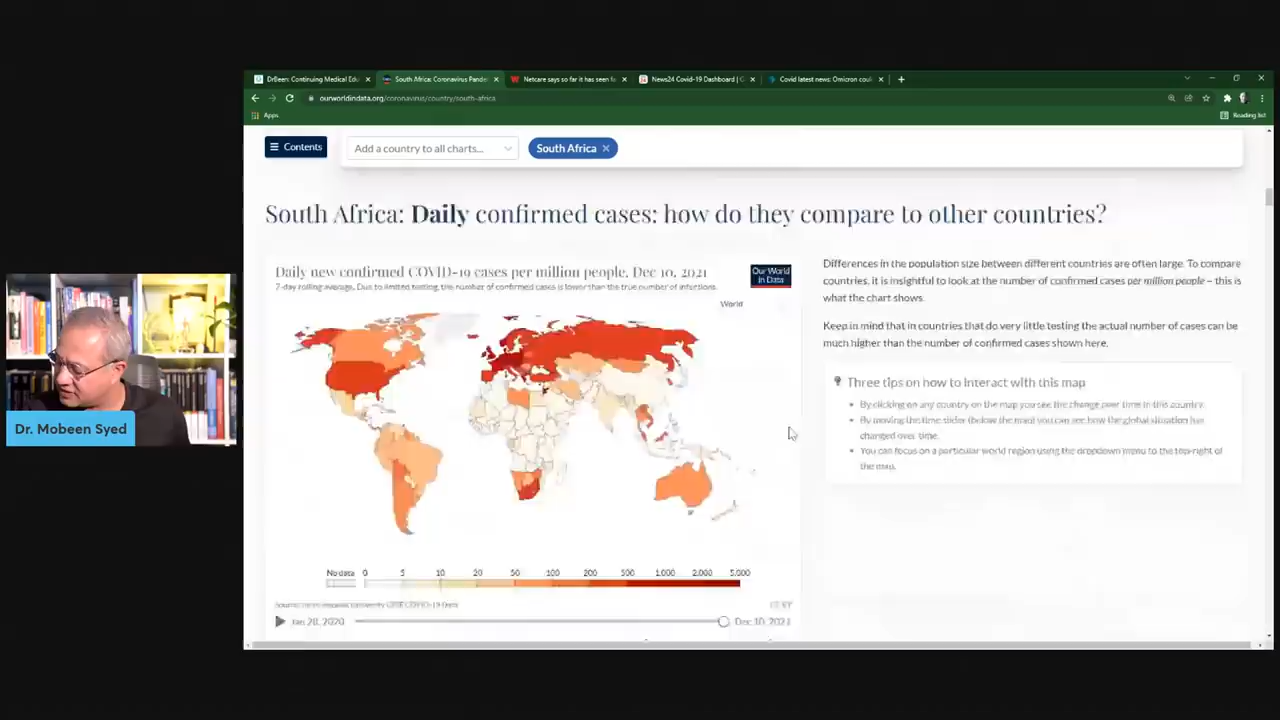 DrBeen: Continuing Medical Edu
South Africa: Coronavirus Pande
Netcare says so far it has seen fa
News24 Covid-19 Dashboard |
Covid latest news: Omicron coul
ourworldindata.org/coronavirus/country/south-africa
Apps
Reading list
Contents
Add a country to all charts...
South Africa
South Africa: Daily confirmed cases: how do they compare to other countries?
Daily new confirmed COVID-19 cases per million people, Dec 10, 2021
7-day rolling average. Due to limited testing, the number of confirmed cases is lower than the true number of infections.
Our World
in Data
World
Differences in the population size between different countries are often large. To compare
countries, it is insightful to look at the number of confirmed cases per million people – this is
what the chart shows.
Keep in mind that in countries that do very little testing the actual number of cases can be
much higher than the number of confirmed cases shown here.
Three tips on how to interact with this map
By clicking on any country on the map you see the change over time in this country.
By moving the time slider (below the map) you can see how the global situation has
changed over time.
You can focus on a particular world region using the dropdown menu to the top-right of
the map.
Dr. Mobeen Syed
No data 0 5 10 20 50 100 200 500 1,000 2,000 5,000
CC BY
Jan 28, 2020
Dec 10, 2021